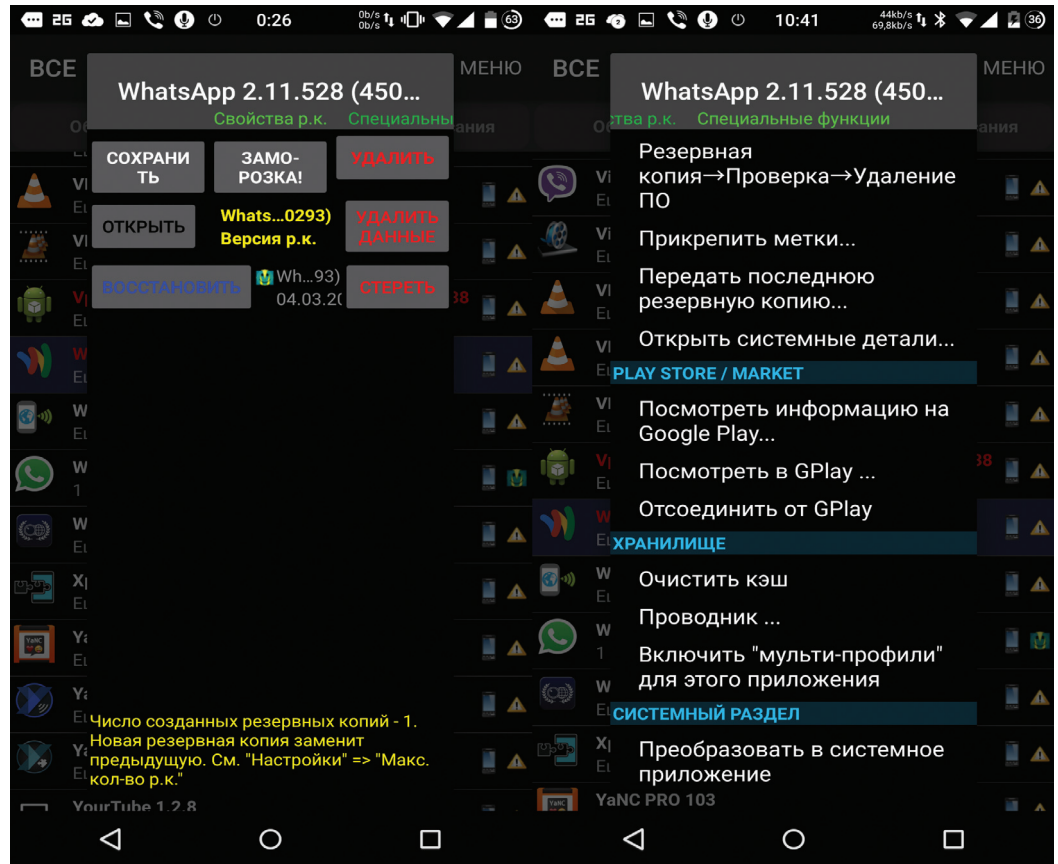 2G 0:26 0b/s 0b/s 63
ВСЕ МЕНЮ
WhatsApp 2.11.528 (450...
Свойства р.к. Специальны
СОХРАНИ
ТЬ
ЗАМО-
РОЗКА!
УДАЛИТЬ
ОТКРЫТЬ
Whats...0293)
Версия р.к.
УДАЛИТЬ
ДАННЫЕ
ВОССТАНОВИТЬ
Wh...93)
04.03.20
СТЕРЕТЬ
Число созданных резервных копий - 1.
Новая резервная копия заменит
предыдущую. См. "Настройки" => "Макс.
кол-во р.к."
YourTube 1.2.8
2G 10:41 44kb/s 69,8kb/s 36
ВСЕ МЕНЮ
WhatsApp 2.11.528 (450...
ства р.к. Специальные функции
Резервная
копия→Проверка→Удаление
ПО
Прикрепить метки...
Передать последнюю
резервную копию...
Открыть системные детали...
PLAY STORE / MARKET
Посмотреть информацию на
Google Play...
Посмотреть в GPlay ...
Отсоединить от GPlay
ХРАНИЛИЩЕ
Очистить кэш
Проводник ...
Включить "мульти-профили"
для этого приложения
СИСТЕМНЫЙ РАЗДЕЛ
Преобразовать в системное
приложение
YaNC PRO 103